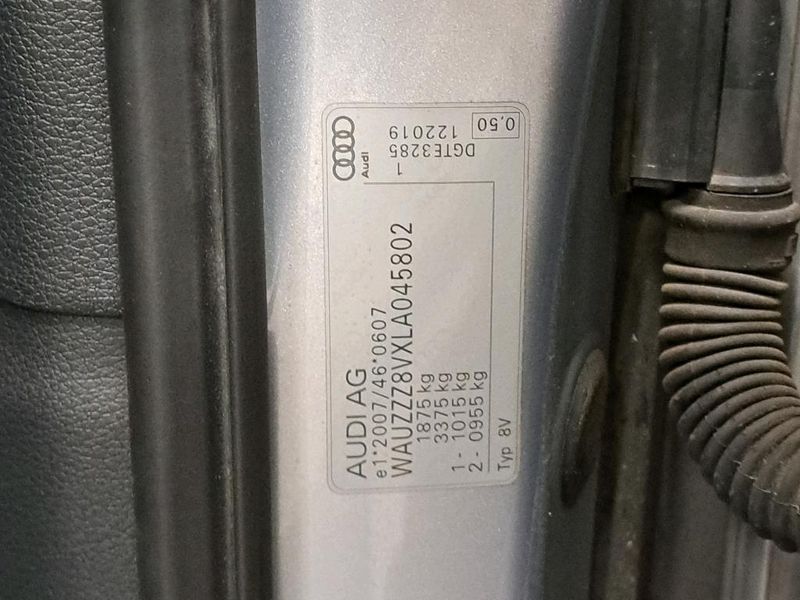 AUDI AG
e1*2007/46*0607
WAUZZZ8VXLA045802
1875 kg
3375 kg
1 - 1015 kg
2 - 0955 kg
Typ 8V
Audi
1
DGTE3285
122019
0,50